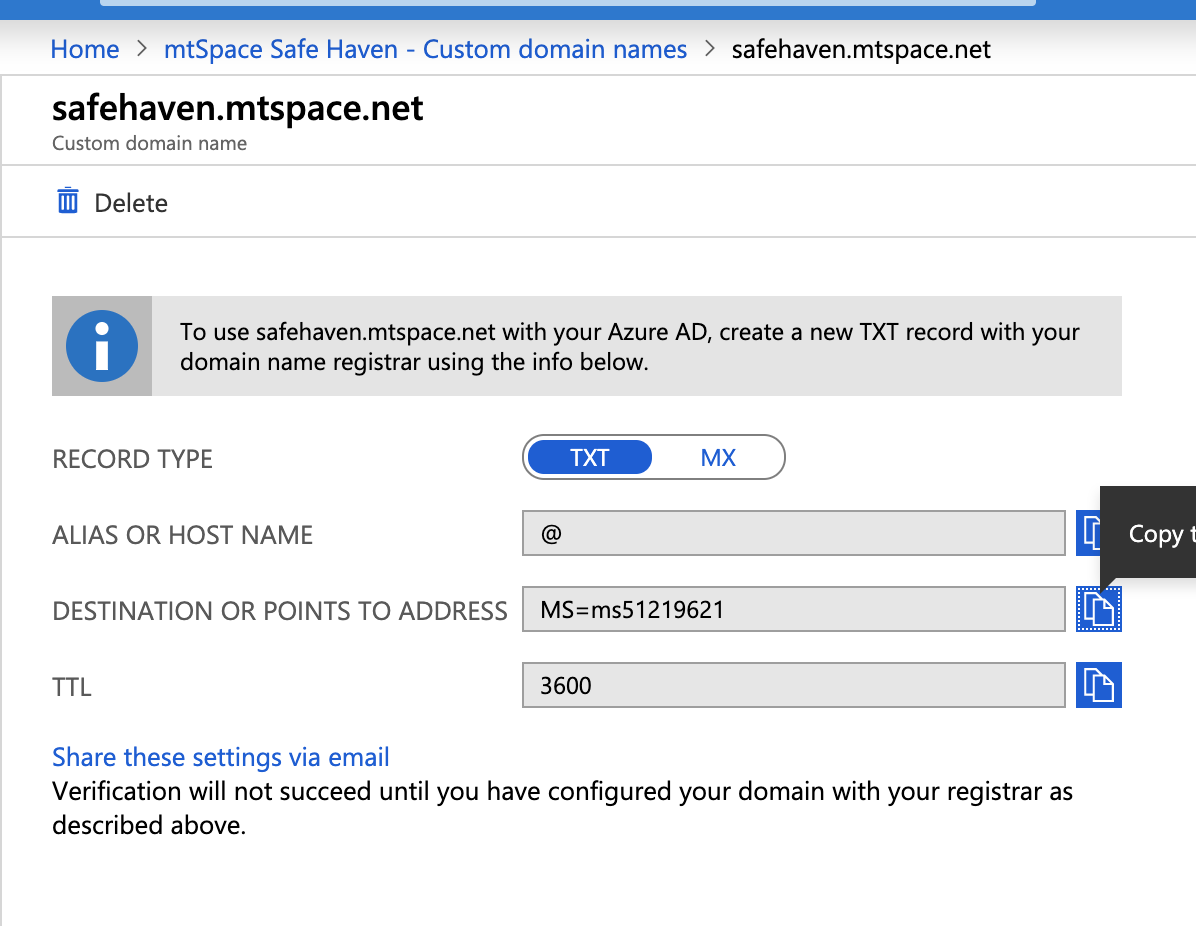 Home > mtSpace Safe Haven - Custom domain names > safehaven.mtspace.net
safehaven.mtspace.net
Custom domain name
Delete
To use safehaven.mtspace.net with your Azure AD, create a new TXT record with your
domain name registrar using the info below.
RECORD TYPE TXT MX
ALIAS OR HOST NAME @
Copy t
DESTINATION OR POINTS TO ADDRESS MS=ms51219621
TTL 3600
Share these settings via email
Verification will not succeed until you have configured your domain with your registrar as
described above.